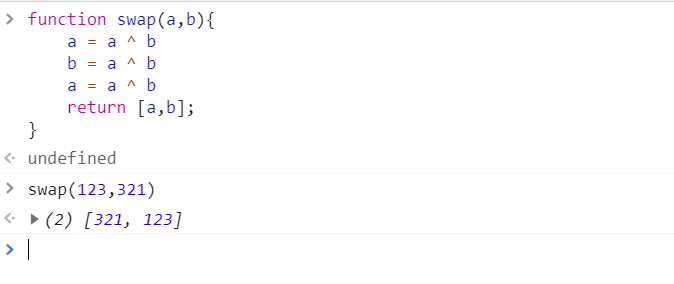 > function swap(a,b){
a = a ^ b
b = a ^ b
a = a ^ b
return [a,b];
}
undefined
> swap(123,321)
(2) [321, 123]
>